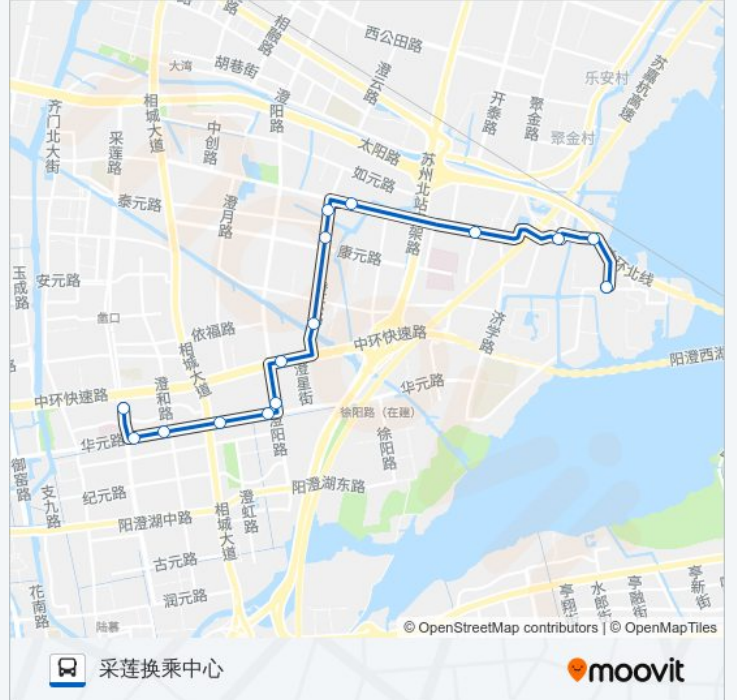 相融路
西公田路
大湾
胡巷街
澄云路
苏嘉杭高速
乐安村
齐门北大街
相城大道
澄阳路
开泰路
聚金路
采莲路
中创路
太阳路
聚金村
如元路
苏州北站
泰元路
澄月路
架路
康元路
环北线
玉成路
安元路
蠡口
依福路
中环快速路
济学路
相城大道
阳澄西湖
澄星街
中环快速路
澄和路
华元路
徐阳路(在建)
华元路
澄阳路
徐阳路
御窑路
支九路
纪元路
阳澄湖东路
澄虹路
阳澄湖中路
相城大道
古元路
花南路
润元路
亭翔街
水郎街
亭融街
亭新街
陆慕
© OpenStreetMap contributors | © OpenMapTiles
采莲换乘中心
moovit